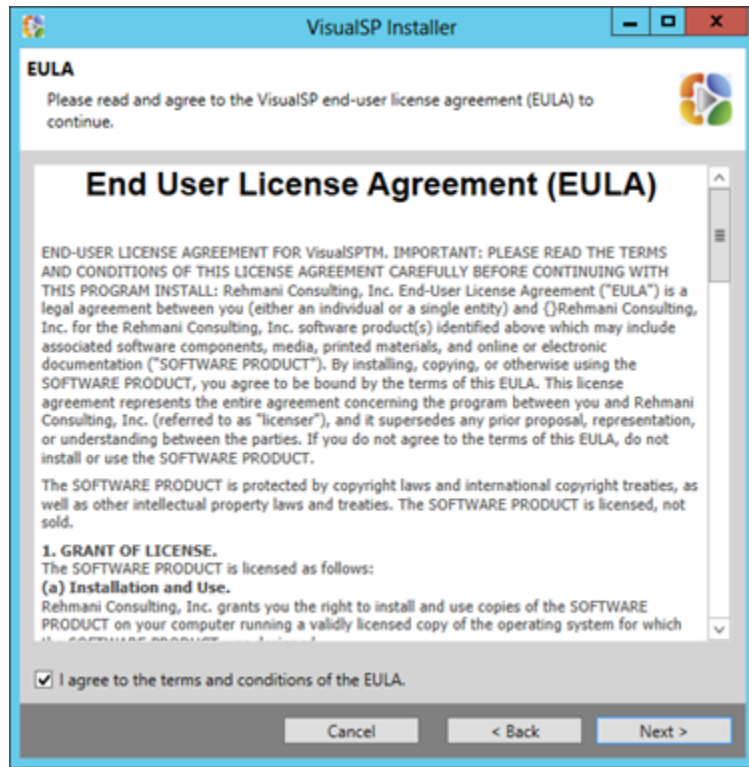 VisualSP Installer
EULA
Please read and agree to the VisualSP end-user license agreement (EULA) to
continue.
End User License Agreement (EULA)
END-USER LICENSE AGREEMENT FOR VisualSPTM. IMPORTANT: PLEASE READ THE TERMS
AND CONDITIONS OF THIS LICENSE AGREEMENT CAREFULLY BEFORE CONTINUING WITH
THIS PROGRAM INSTALL: Rehmani Consulting, Inc. End-User License Agreement ("EULA") is a
legal agreement between you (either an individual or a single entity) and {}Rehmani Consulting,
Inc. for the Rehmani Consulting, Inc. software product(s) identified above which may include
associated software components, media, printed materials, and online or electronic
documentation ("SOFTWARE PRODUCT"). By installing, copying, or otherwise using the
SOFTWARE PRODUCT, you agree to be bound by the terms of this EULA. This license
agreement represents the entire agreement concerning the program between you and Rehmani
Consulting, Inc. (referred to as "licenser"), and it supersedes any prior proposal, representation,
or understanding between the parties. If you do not agree to the terms of this EULA, do not
install or use the SOFTWARE PRODUCT.
The SOFTWARE PRODUCT is protected by copyright laws and international copyright treaties, as
well as other intellectual property laws and treaties. The SOFTWARE PRODUCT is licensed, not
sold.
1. GRANT OF LICENSE.
The SOFTWARE PRODUCT is licensed as follows:
(a) Installation and Use.
Rehmani Consulting, Inc. grants you the right to install and use copies of the SOFTWARE
PRODUCT on your computer running a validly licensed copy of the operating system for which
I agree to the terms and conditions of the EULA.
Cancel
< Back
Next >